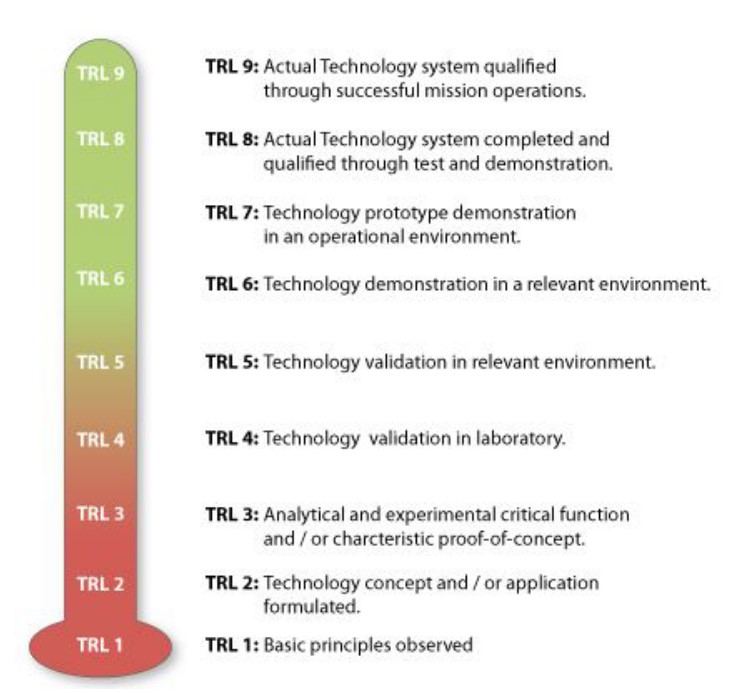 TRL 9
TRL 9: Actual Technology system qualified
through successful mission operations.
TRL 8
TRL 8: Actual Technology system completed and
qualified through test and demonstration.
TRL 7
TRL 7: Technology prototype demonstration
in an operational environment.
TRL 6
TRL 6: Technology demonstration in a relevant environment.
TRL 5
TRL 5: Technology validation in relevant environment.
TRL 4
TRL 4: Technology validation in laboratory.
TRL 3
TRL 3: Analytical and experimental critical function
and / or charcteristic proof-of-concept.
TRL 2
TRL 2: Technology concept and / or application
formulated.
TRL 1
TRL 1: Basic principles observed